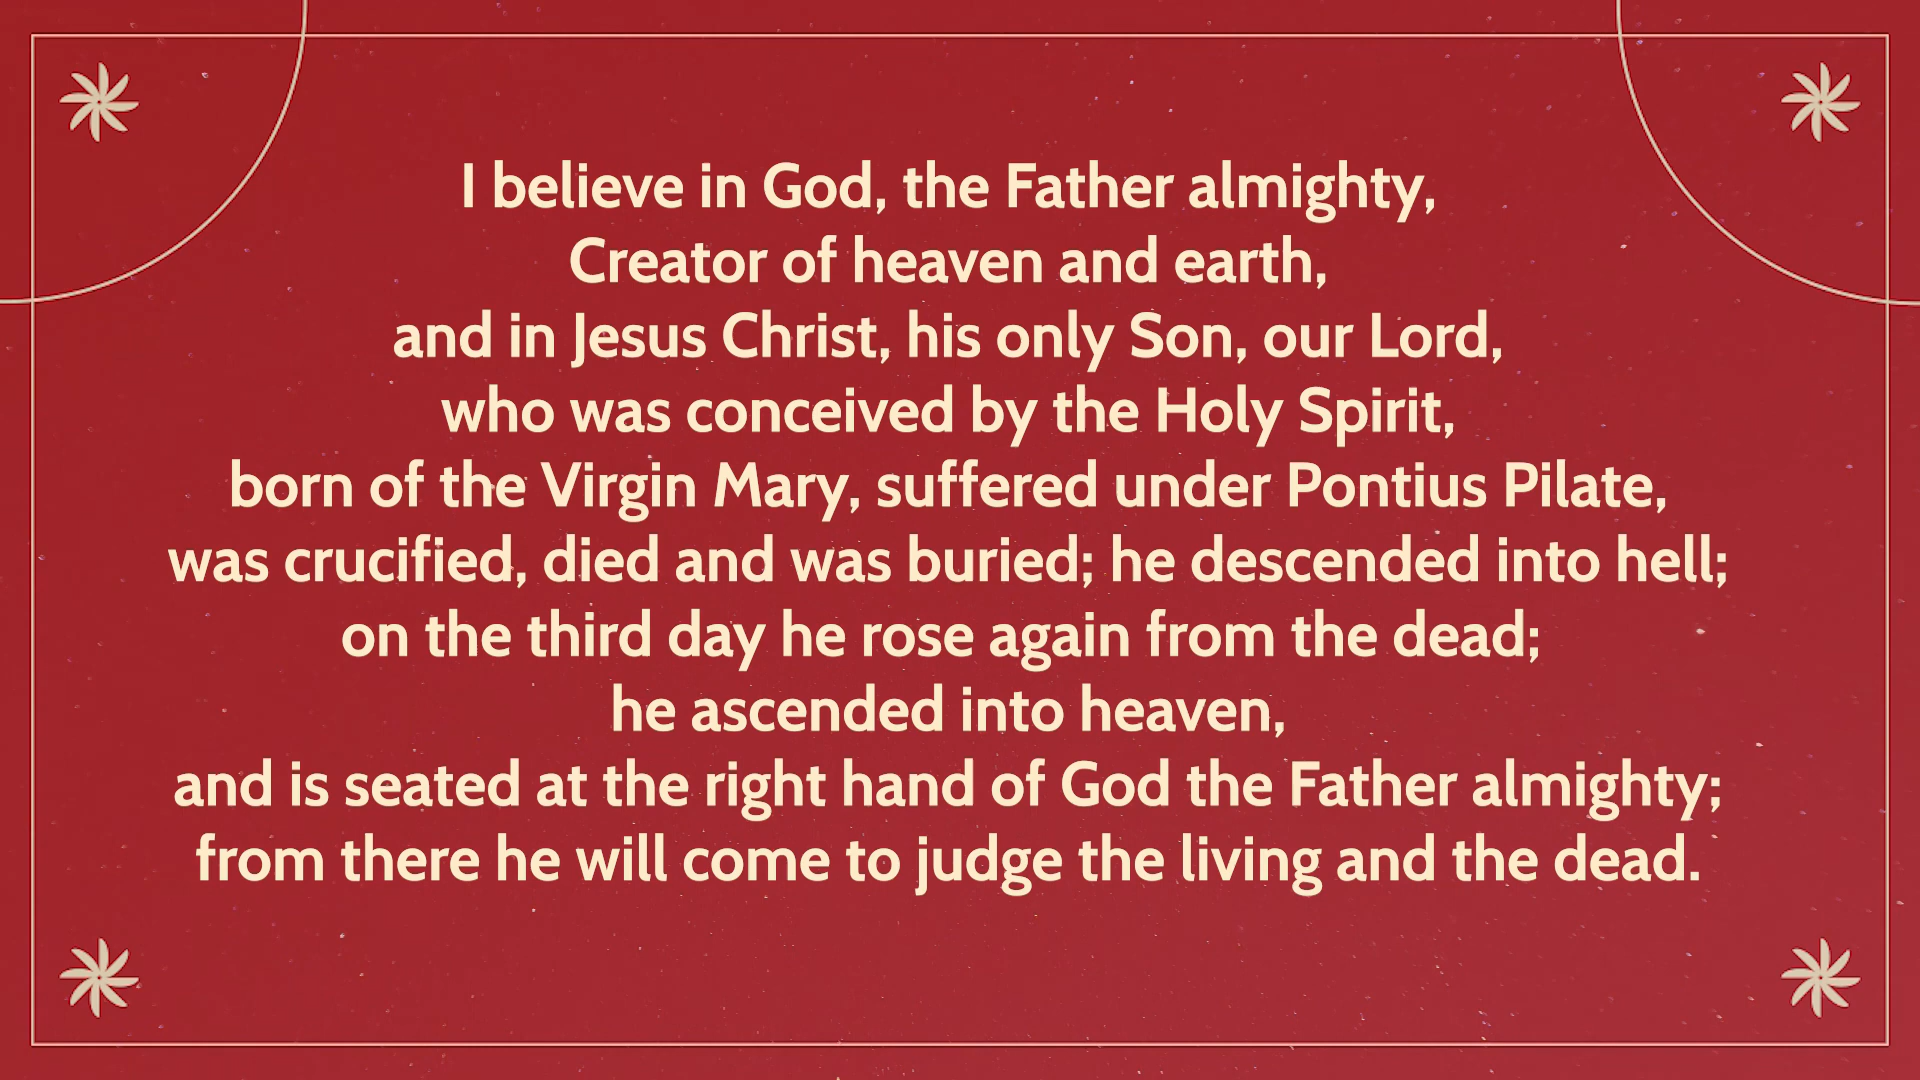 I believe in God, the Father almighty,
Creator of heaven and earth,
and in Jesus Christ, his only Son, our Lord,
who was conceived by the Holy Spirit,
born of the Virgin Mary, suffered under Pontius Pilate,
was crucified, died and was buried; he descended into hell;
on the third day he rose again from the dead;
he ascended into heaven,
and is seated at the right hand of God the Father almighty;
from there he will come to judge the living and the dead.